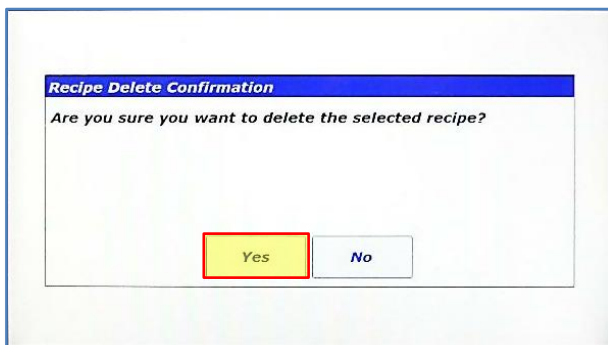 Recipe Delete Confirmation
Are you sure you want to delete the selected recipe?
Yes
No